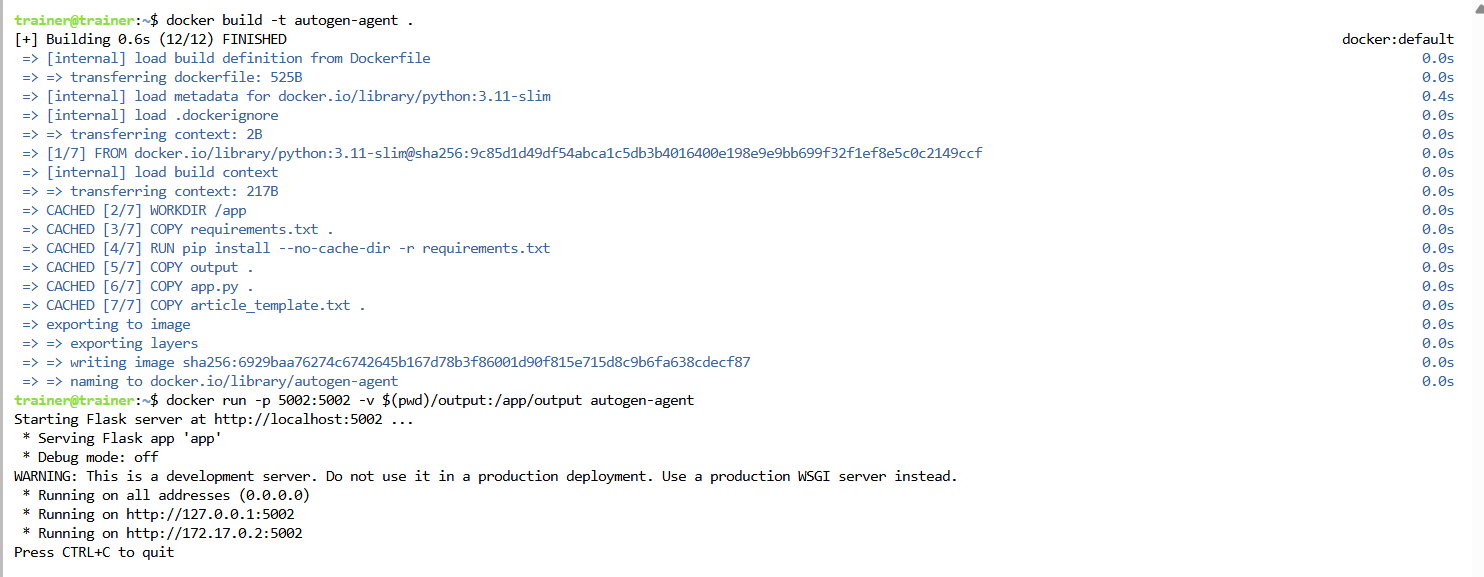 trainer@trainer:~$ docker build -t autogen-agent .
[+] Building 0.6s (12/12) FINISHED docker:default
=> [internal] load build definition from Dockerfile 0.0s
=> => transferring dockerfile: 525B 0.0s
=> [internal] load metadata for docker.io/library/python:3.11-slim 0.4s
=> [internal] load .dockerignore 0.0s
=> => transferring context: 2B 0.0s
=> [1/7] FROM docker.io/library/python:3.11-slim@sha256:9c85d1d49df54abca1c5db3b4016400e198e9e9bb699f32f1ef8e5c0c2149ccf 0.0s
=> [internal] load build context 0.0s
=> => transferring context: 217B 0.0s
=> CACHED [2/7] WORKDIR /app 0.0s
=> CACHED [3/7] COPY requirements.txt . 0.0s
=> CACHED [4/7] RUN pip install --no-cache-dir -r requirements.txt 0.0s
=> CACHED [5/7] COPY output . 0.0s
=> CACHED [6/7] COPY app.py . 0.0s
=> CACHED [7/7] COPY article_template.txt . 0.0s
=> exporting to image 0.0s
=> => exporting layers 0.0s
=> => writing image sha256:6929baa76274c6742645b167d78b3f86001d90f815e715d8c9b6fa638cdecf87 0.0s
=> => naming to docker.io/library/autogen-agent 0.0s
trainer@trainer:~$ docker run -p 5002:5002 -v $(pwd)/output:/app/output autogen-agent
Starting Flask server at http://localhost:5002 ...
* Serving Flask app 'app'
* Debug mode: off
WARNING: This is a development server. Do not use it in a production deployment. Use a production WSGI server instead.
* Running on all addresses (0.0.0.0)
* Running on http://127.0.0.1:5002
* Running on http://172.17.0.2:5002
Press CTRL+C to quit